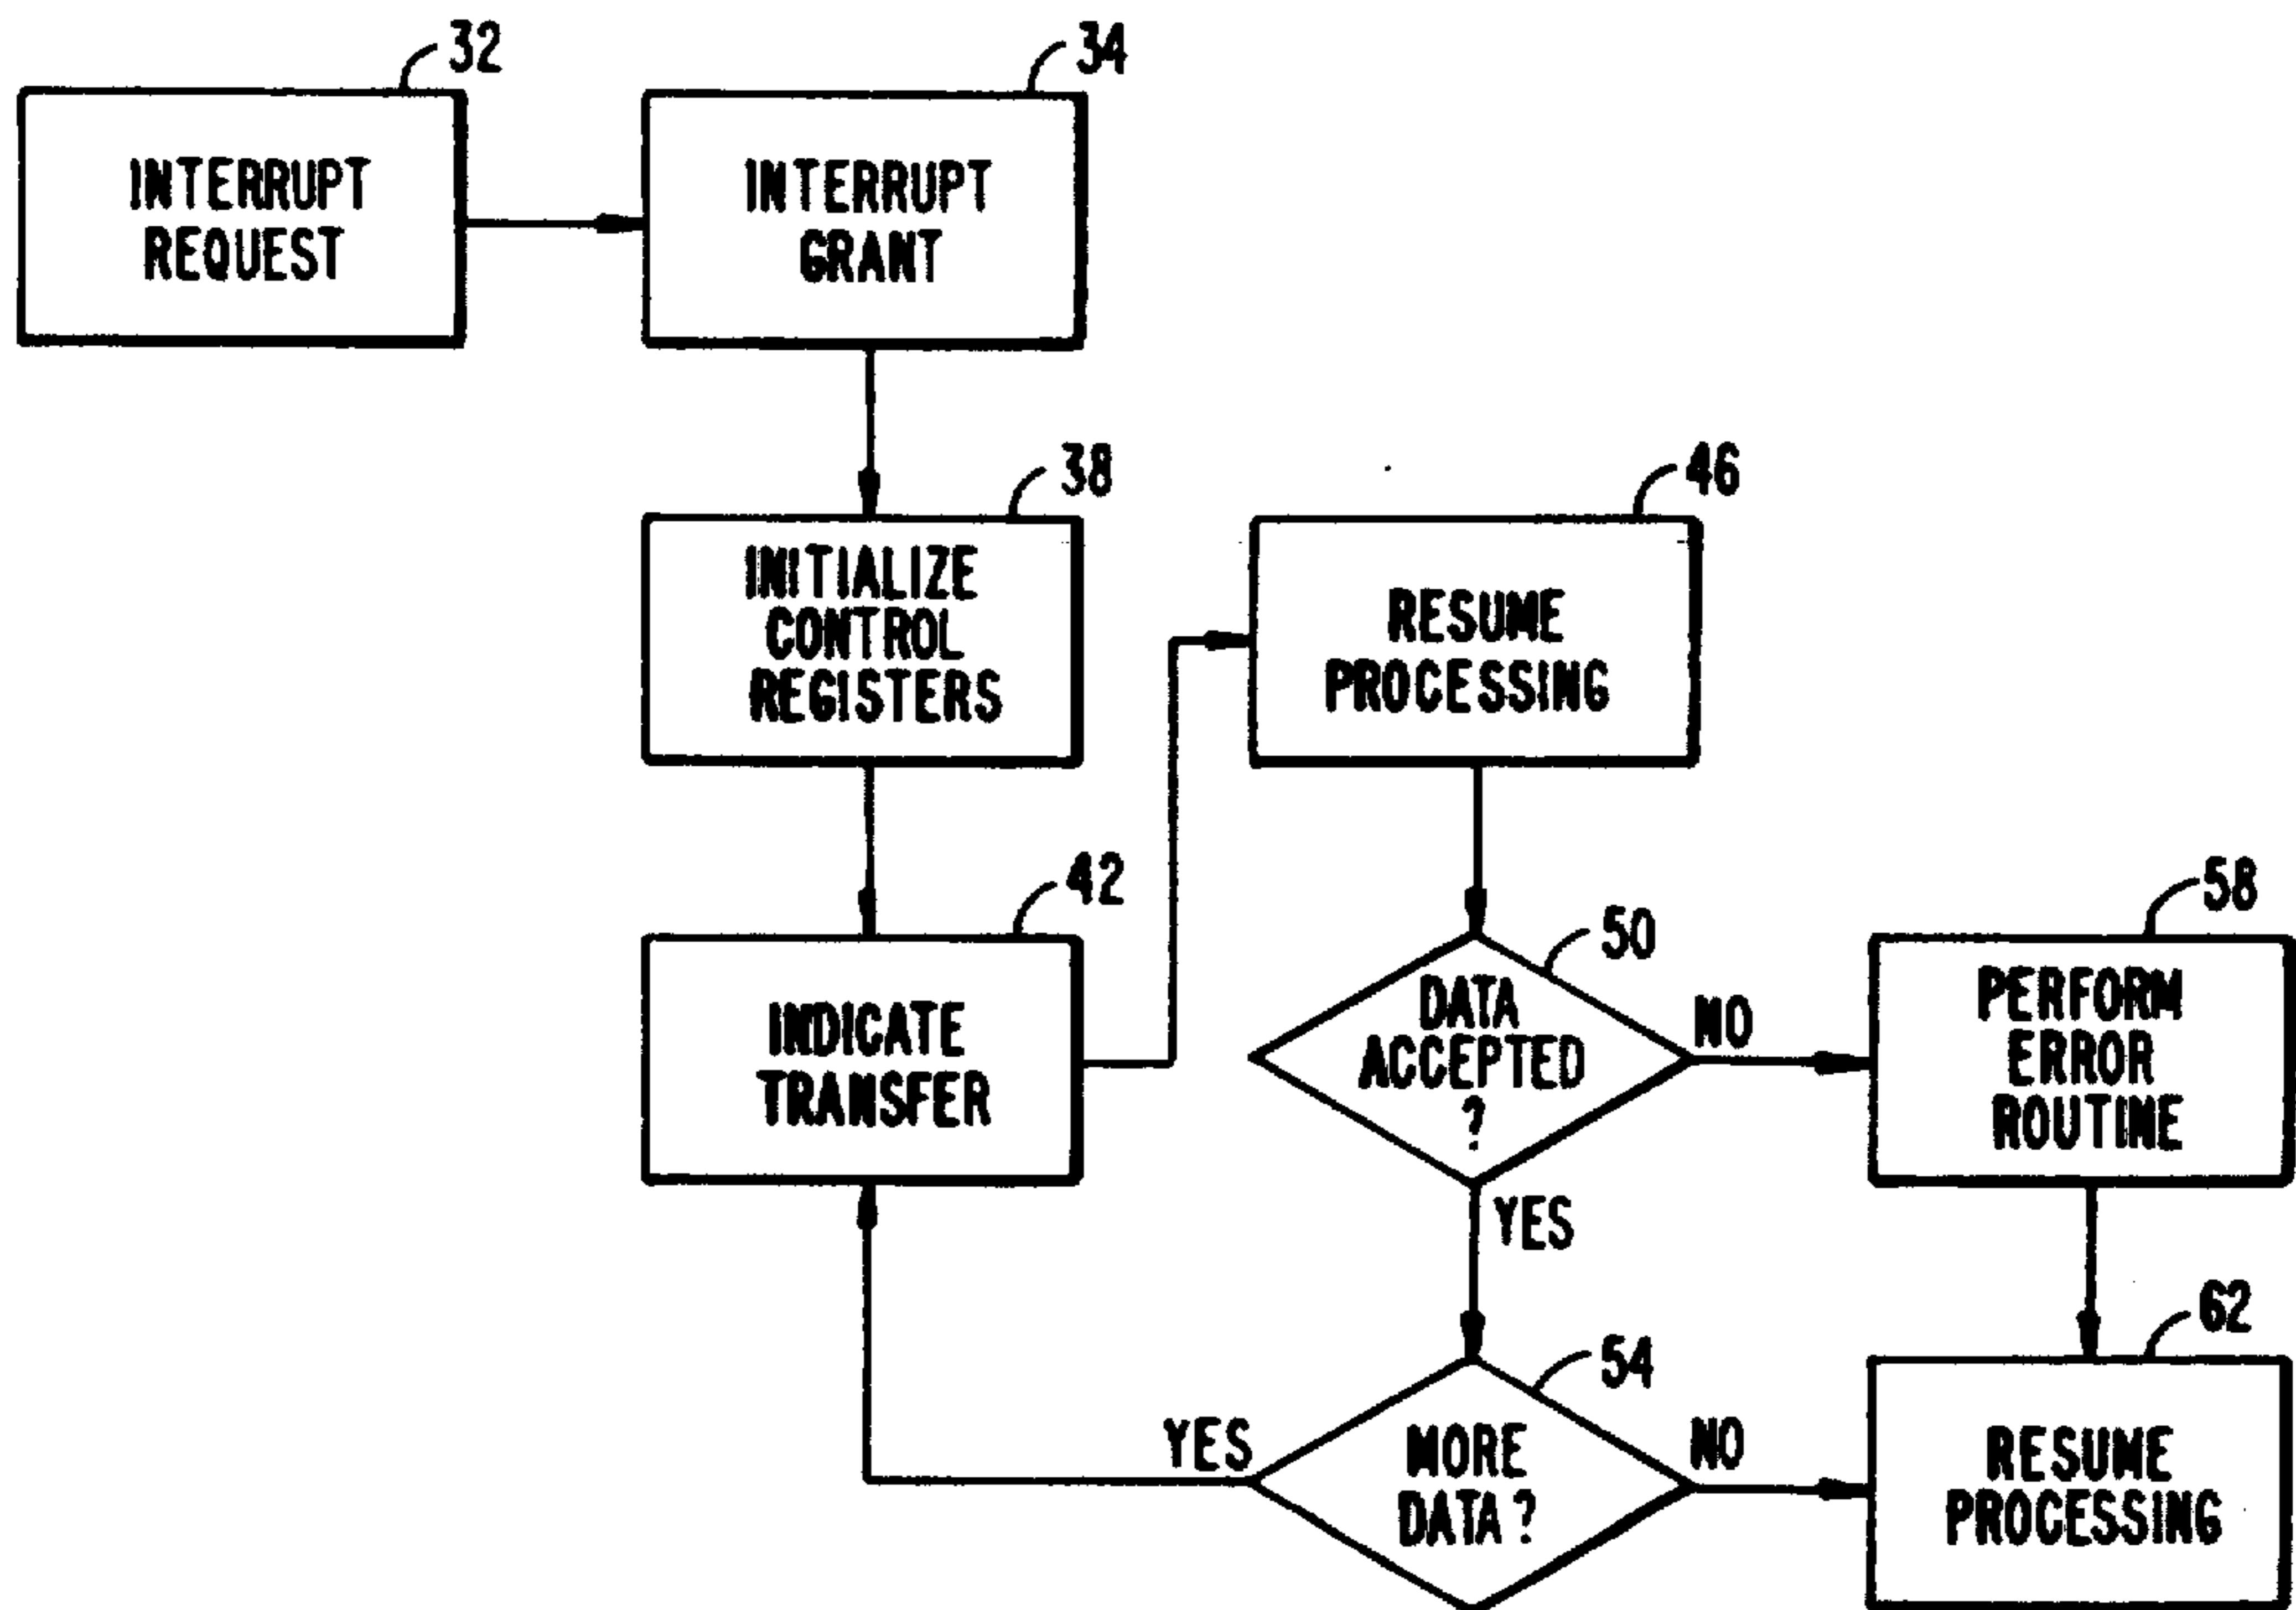 32
INTERRUPT
REQUEST
34
INTERRUPT
GRANT
38
INITIALIZE
CONTROL
REGISTERS
46
RESUME
PROCESSING
42
INDICATE
TRANSFER
50
DATA
ACCEPTED
?
NO
YES
58
PERFORM
ERROR
ROUTINE
54
MORE
DATA?
YES
NO
62
RESUME
PROCESSING